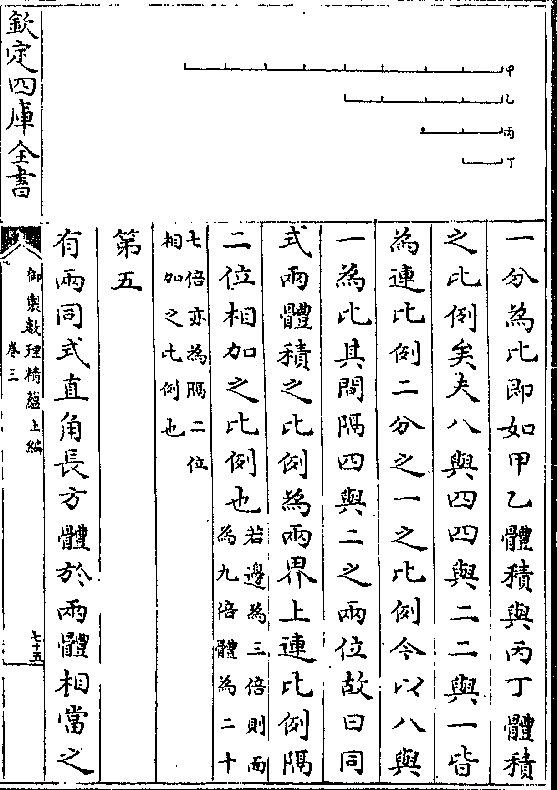 甲
乙
丙
丁
一分為比即如甲乙體積與丙丁體積
之比例矣夫八與四四與二二與一皆
為連比例二分之一之比例今以八與
一為比其間隔四與二之兩位故曰同
式兩體積之比例為兩界上連比例隔
二位相加之比例也若邊為三倍則面
為九倍體為二十
七倍亦為隔二位
相加之比例也
第五
有兩同式直角長方體於兩體相當之
欽定四庫全書
御製數理精蘊上編
卷三
七十五